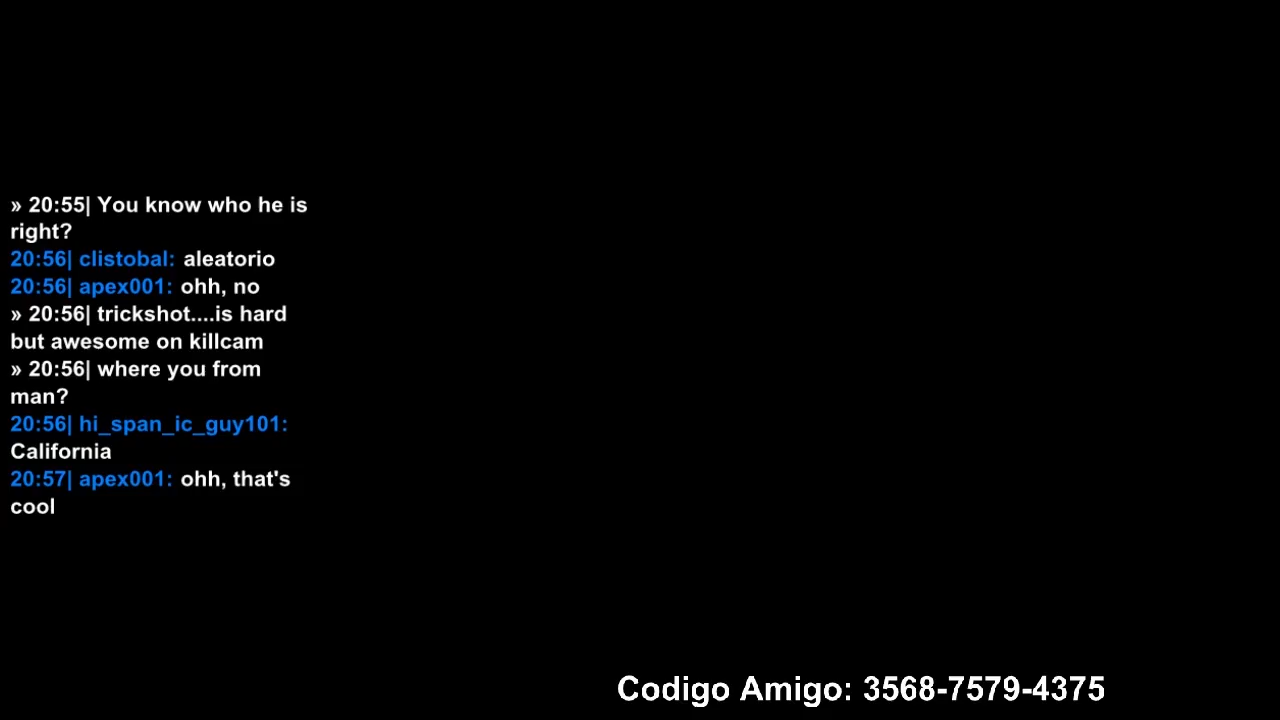 » 20:55| You know who he is
right?
20:56| clistobal: aleatorio
20:56| apex001: ohh, no
» 20:56| trickshot....is hard
but awesome on killcam
» 20:56| where you from
man?
20:56| hi_span_ic_guy101:
California
20:57| apex001: ohh, that's
cool
Codigo Amigo: 3568-7579-4375